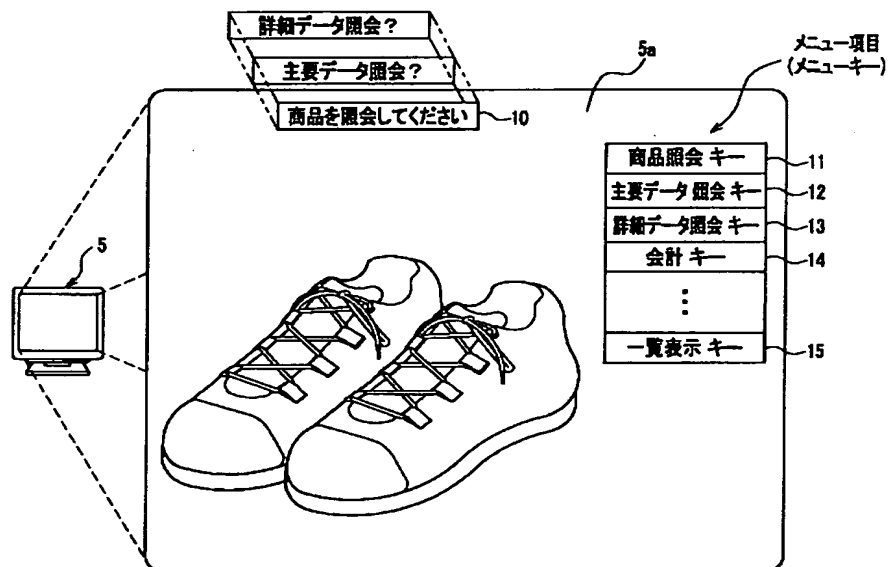 詳細データ照会?
主要データ照会?
商品を照会してください
10
5a
メニュー項目
(メニューキー)
商品照会 キー
11
主要データ 照会 キー
12
詳細データ照会 キー
13
会計 キー
14
⋮
一覧表示 キー
15
5